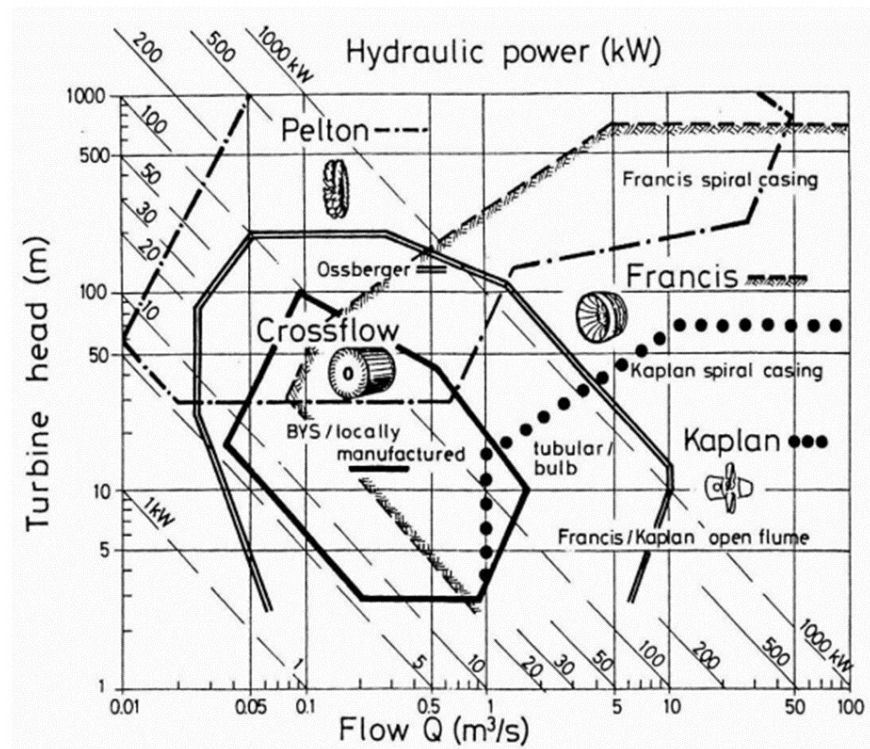 Hydraulic power (kW)
200
500
1000 kW
1000
500
100
50
10
5
1
Turbine head (m)
100
50
30
20
10
1kW
Pelton
Francis spiral casing
Ossberger
Francis
Crossflow
Kaplan spiral casing
BYS / locally
manufactured
tubular /
bulb
Kaplan
Francis/Kaplan open flume
1
5
10
20
30
50
100
200
500
1000 kW
0.01
0.05
0.1
0.5
1
5
10
50
100
Flow Q (m³/s)